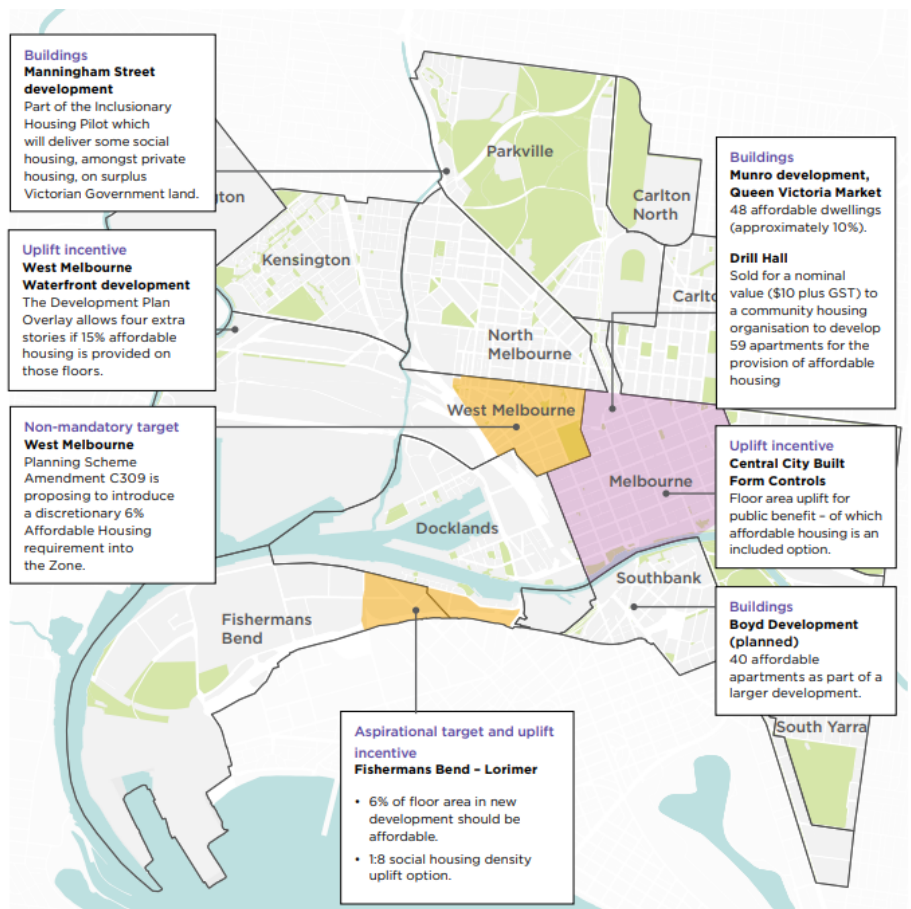 Buildings
Manningham Street
development
Part of the Inclusionary
Housing Pilot which
will deliver some social
housing, amongst private
housing, on surplus
Victorian Government land.
Uplift incentive
West Melbourne
Waterfront development
The Development Plan
Overlay allows four extra
stories if 15% affordable
housing is provided on
those floors.
Non-mandatory target
West Melbourne
Planning Scheme
Amendment C309 is
proposing to introduce
a discretionary 6%
Affordable Housing
requirement into
the Zone.
gton
Kensington
Parkville
Carlton
North
Carlto
North
Melbourne
West Melbourne
Melbourne
Docklands
Southbank
Fishermans
Bend
South Yarra
Buildings
Munro development,
Queen Victoria Market
48 affordable dwellings
(approximately 10%).
Drill Hall
Sold for a nominal
value ($10 plus GST) to
a community housing
organisation to develop
59 apartments for the
provision of affordable
housing
Uplift incentive
Central City Built
Form Controls
Floor area uplift for
public benefit – of which
affordable housing is an
included option.
Buildings
Boyd Development
(planned)
40 affordable
apartments as part of a
larger development.
Aspirational target and uplift
incentive
Fishermans Bend – Lorimer
• 6% of floor area in new
development should be
affordable.
• 1:8 social housing density
uplift option.